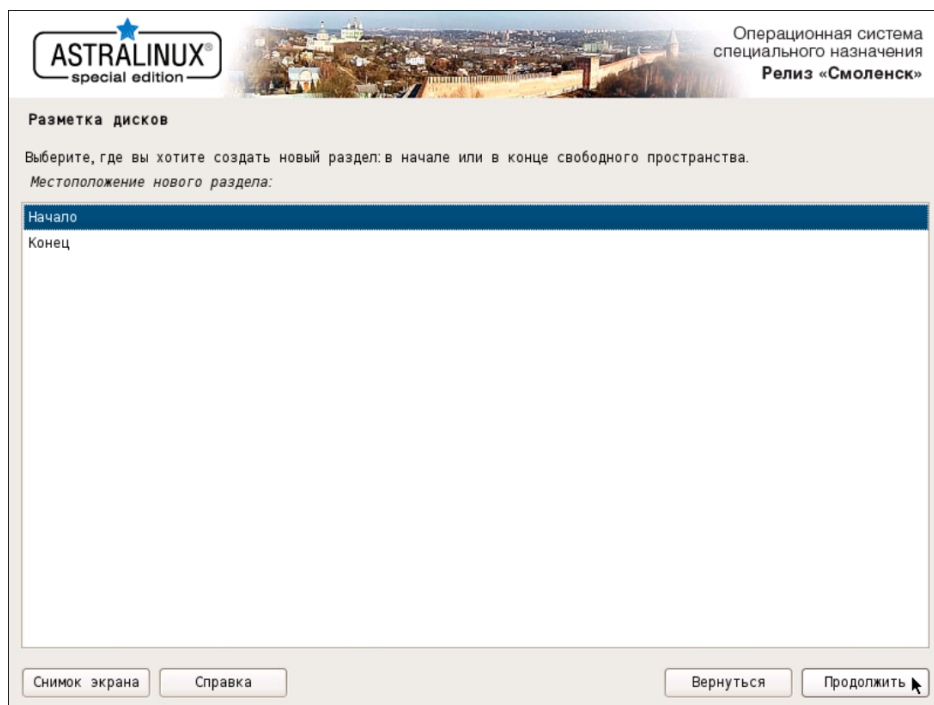 ASTRALINUX®
special edition
Операционная система
специального назначения
Релиз «Смоленск»
Разметка дисков
Выберите, где вы хотите создать новый раздел: в начале или в конце свободного пространства.
Местоположение нового раздела:
Начало
Конец
Снимок экрана
Справка
Вернуться
Продолжить